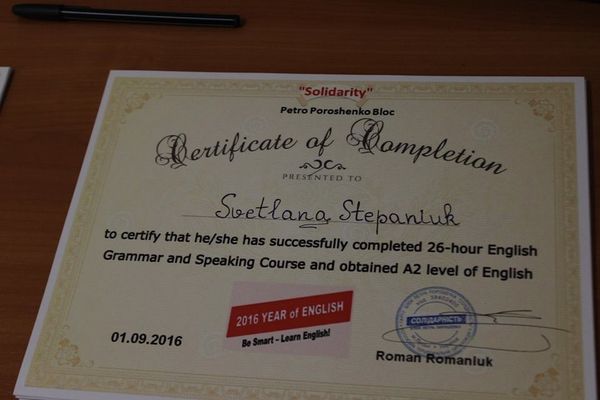 "Solidarity"
Petro Poroshenko Bloc
Certificate of Completion
PRESENTED TO
Svetlana Stepaniuk
to certify that he/she has successfully completed 26-hour English
Grammar and Speaking Course and obtained A2 level of English
2016 YEAR of ENGLISH
Be Smart – Learn English!
01.09.2016
СОЛІДАРНІСТЬ
Roman Romaniuk